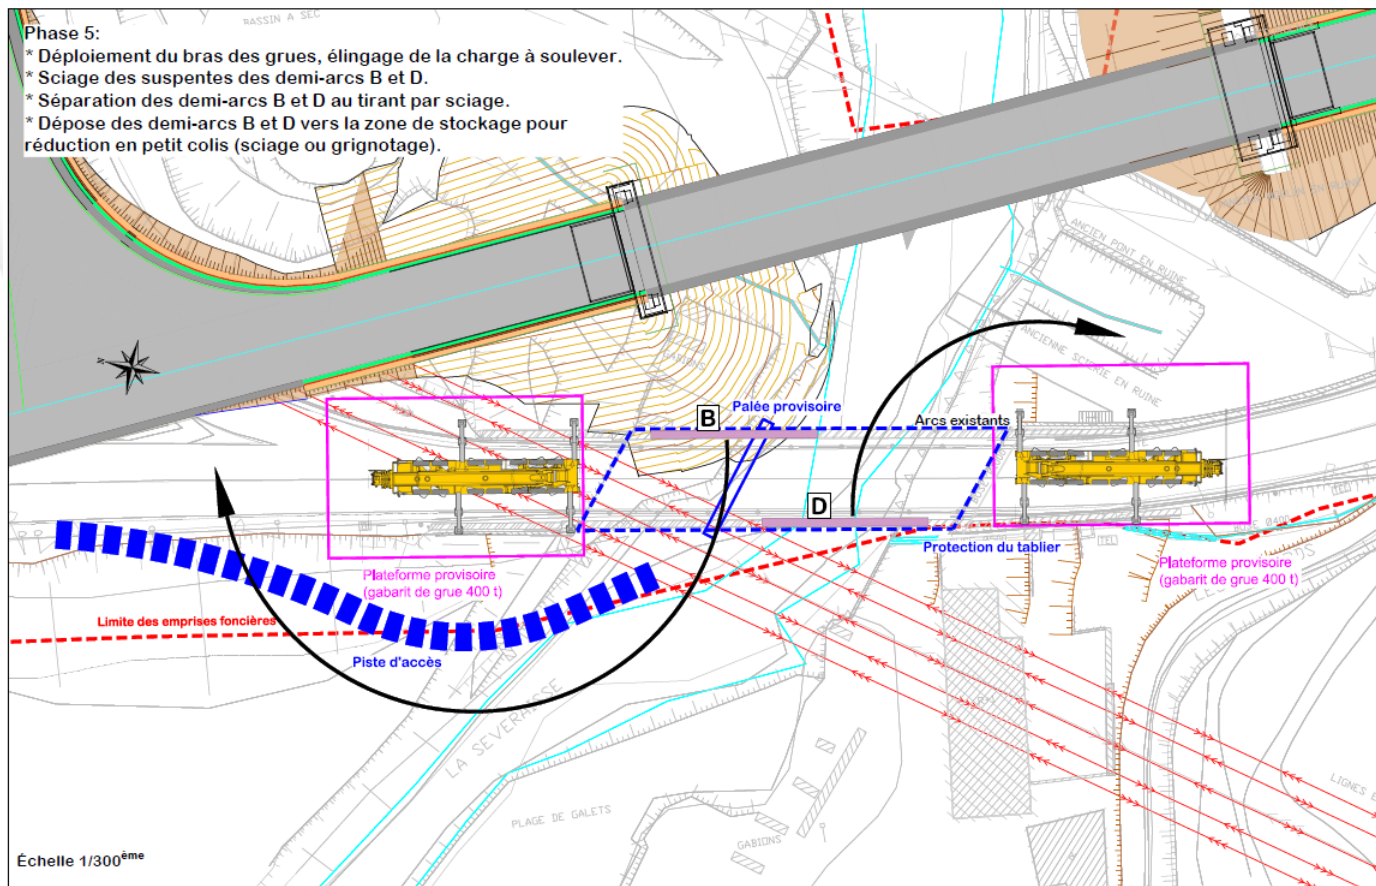 BASSIN A SEC
Phase 5:
* Déploiement du bras des grues, élingage de la charge à soulever.
* Sciage des suspentes des demi-arcs B et D.
* Séparation des demi-arcs B et D au tirant par sciage.
* Dépose des demi-arcs B et D vers la zone de stockage pour
réduction en petit colis (sciage ou grignotage).
ANCIEN PONT EN RUINE
ANCIENNE SCIERIE EN RUINE
GABIONS
B
Palée provisoire
Arcs existants
D
Protection du tablier
TEL
Plateforme provisoire
(gabarit de grue 400 t)
Plateforme provisoire
(gabarit de grue 400 t)
Limite des emprises foncières
Piste d'accès
LA SEVERAISSE
PLAGE DE GALETS
GABIONS
LIGNES E
Échelle 1/300ème